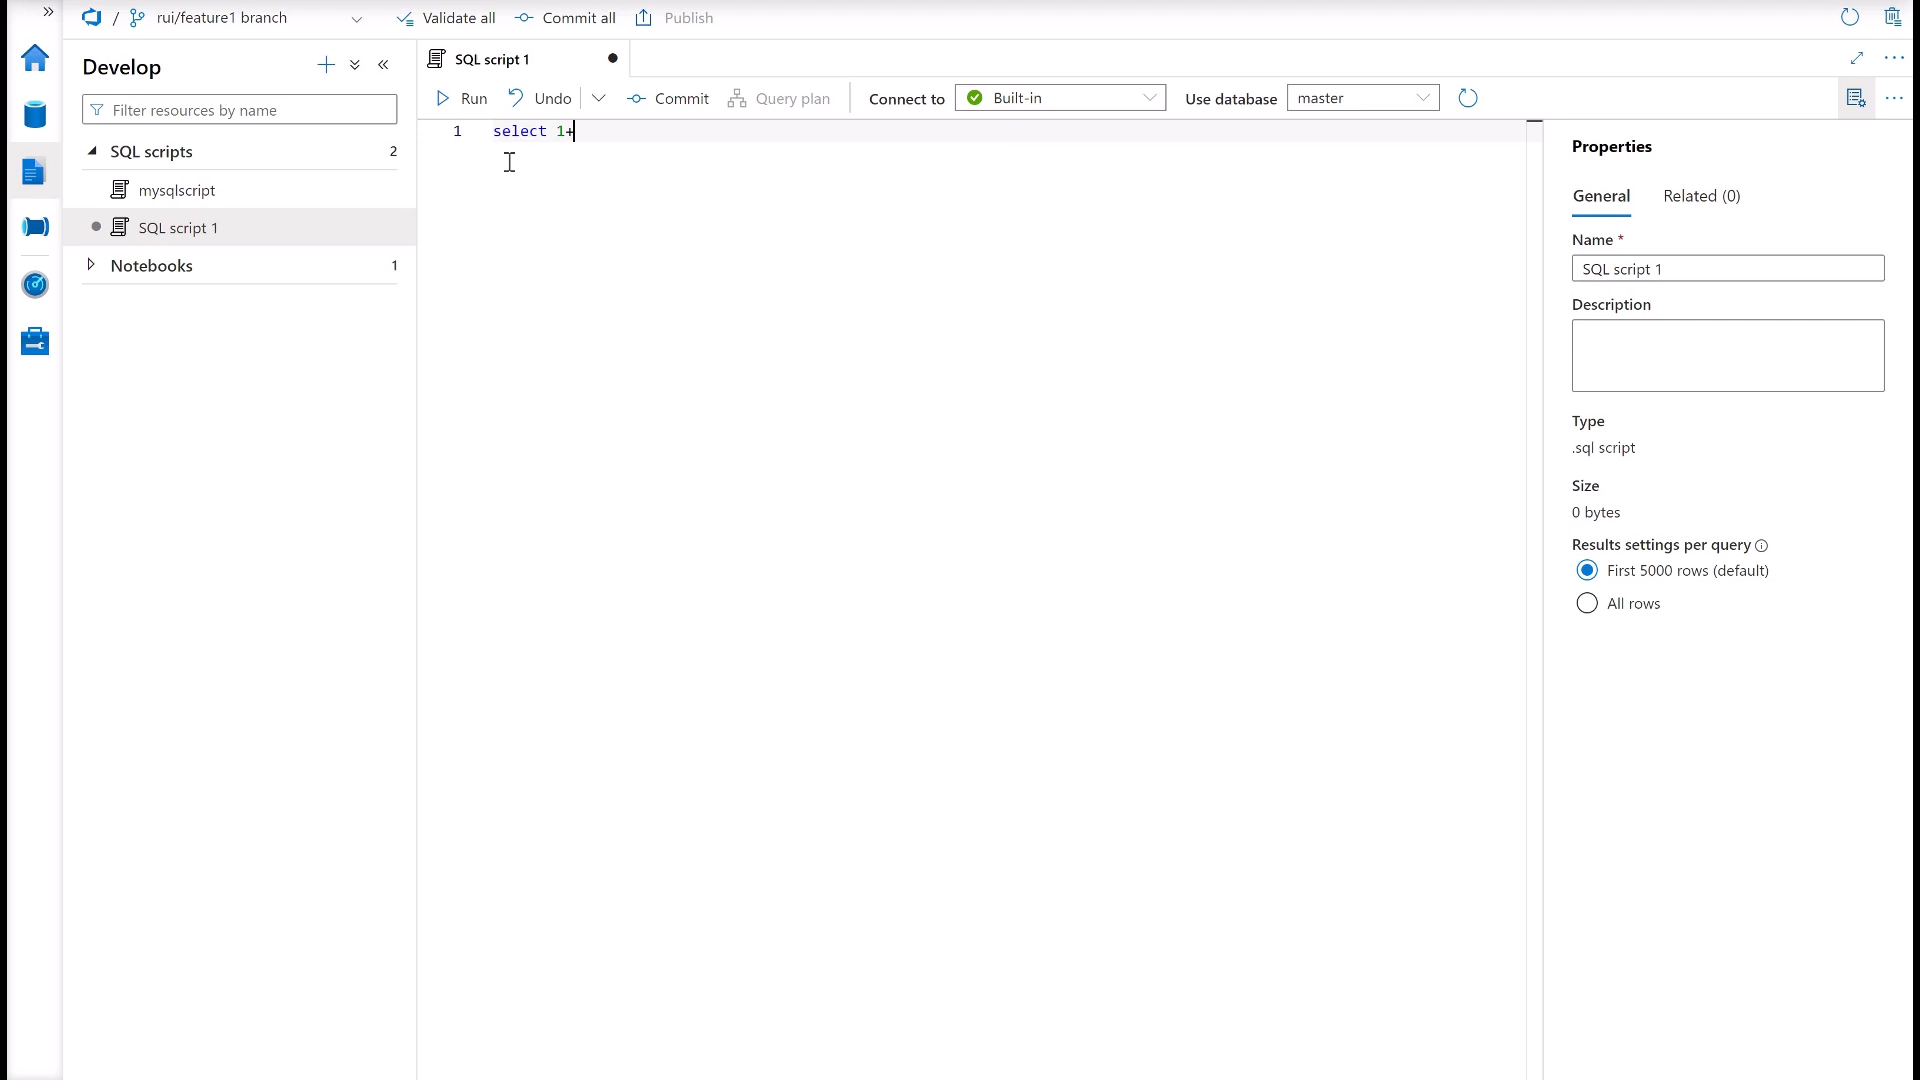 / rui/feature1 branch Validate all Commit all Publish
Develop
Filter resources by name
SQL scripts 2
mysqlscript
SQL script 1
Notebooks 1
SQL script 1
Run Undo Commit Query plan Connect to Built-in Use database master
1 select 1+
Properties
General Related (0)
Name *
SQL script 1
Description
Type
.sql script
Size
0 bytes
Results settings per query
First 5000 rows (default)
All rows